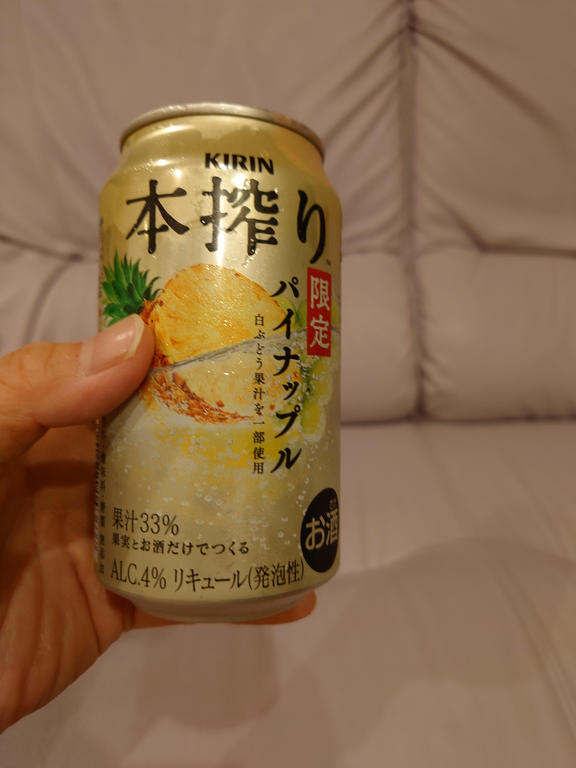 KIRIN
本搾り
限定
パイナップル
白ぶどう果汁を一部使用
果汁33%
果実とお酒だけでつくる
お酒
ALC.4% リキュール(発泡性)